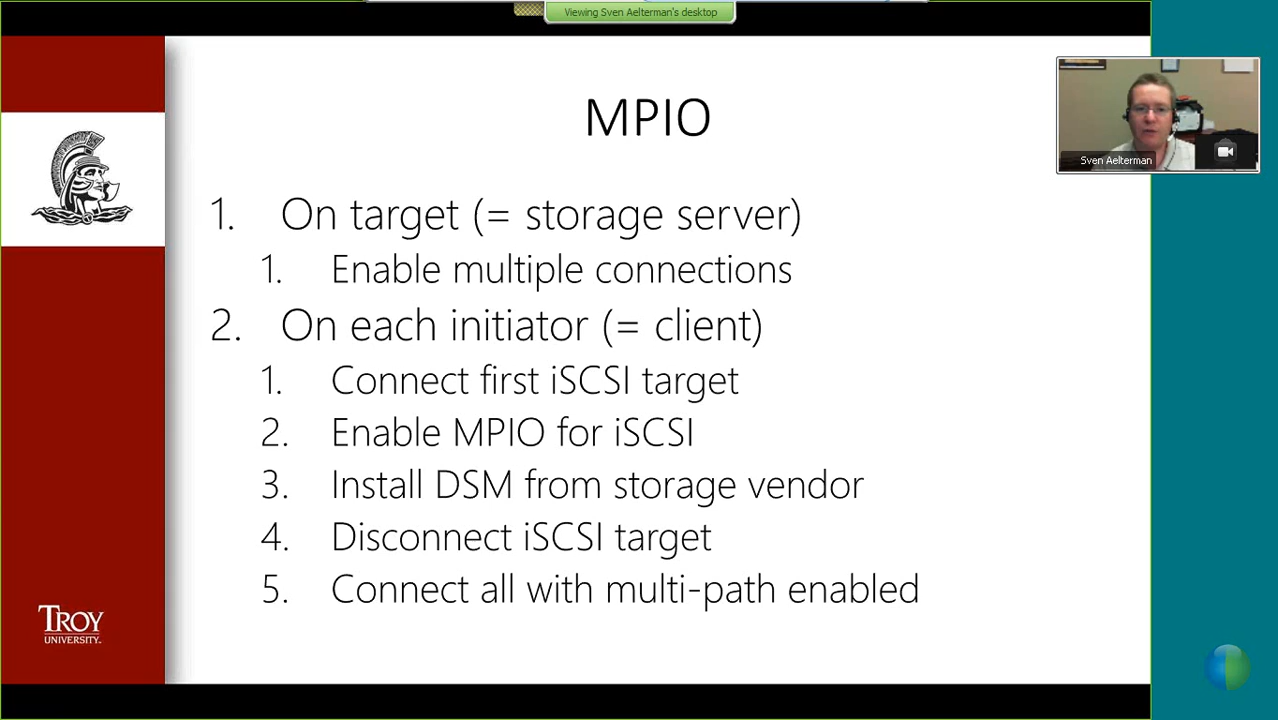 Viewing Sven Aelterman's desktop
MPIO
Sven Aelterman
1. On target (= storage server)
1. Enable multiple connections
2. On each initiator (= client)
1. Connect first iSCSI target
2. Enable MPIO for iSCSI
3. Install DSM from storage vendor
4. Disconnect iSCSI target
5. Connect all with multi-path enabled
TROY
UNIVERSITY